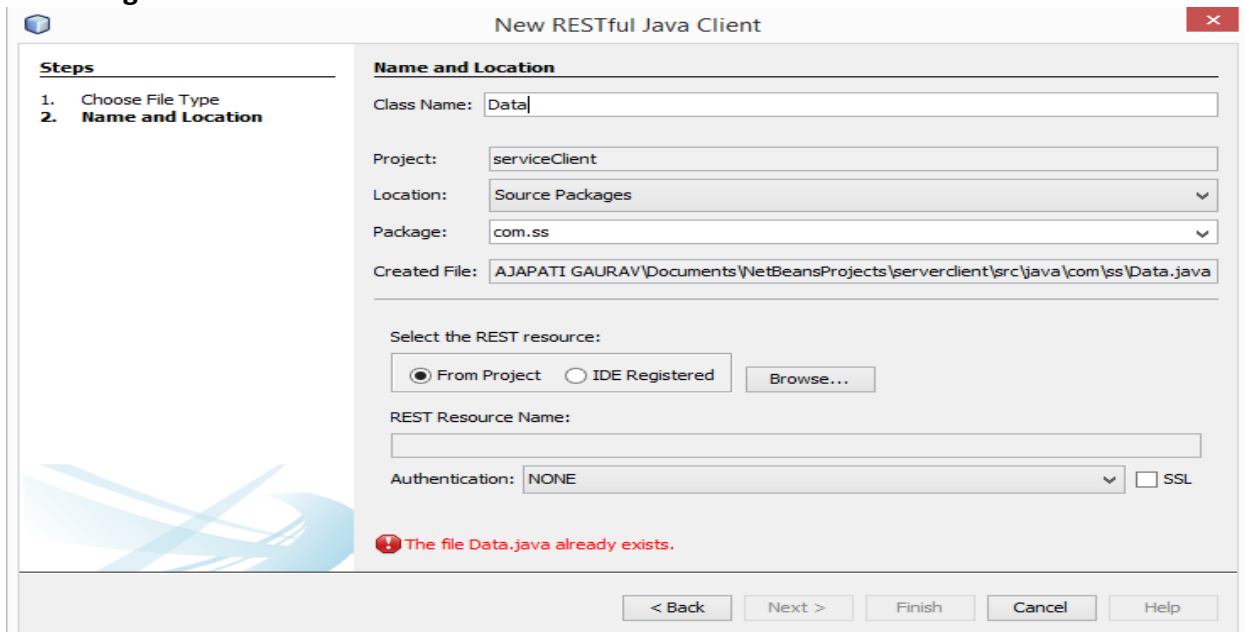 New RESTful Java Client
Steps
1. Choose File Type
2. Name and Location
Name and Location
Class Name: Data
Project: serviceClient
Location: Source Packages
Package: com.ss
Created File: AJAPATI GAURAV\Documents\NetBeansProjects\serverclient\src\java\com\ss\Data.java
Select the REST resource:
From Project IDE Registered Browse...
REST Resource Name:
Authentication: NONE SSL
The file Data.java already exists.
< Back Next > Finish Cancel Help